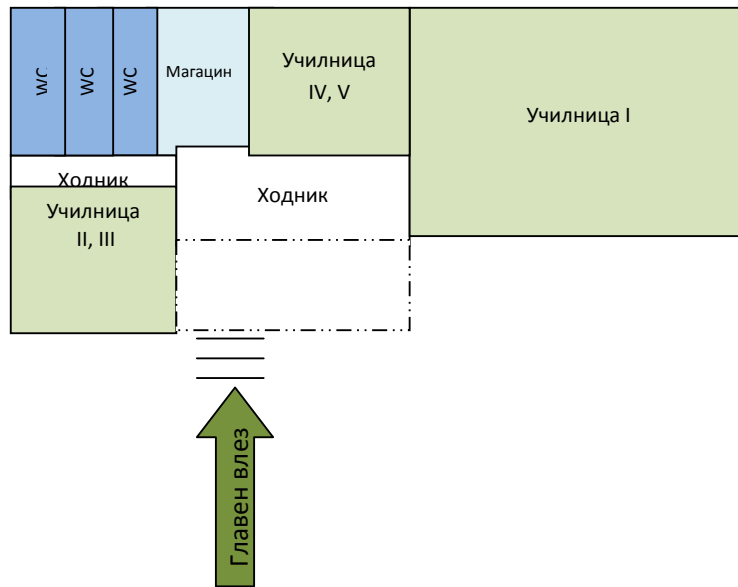 WC
WC
WC
Магацин
Училница
IV, V
Училница I
Ходник
Ходник
Училница
II, III
Главен влез